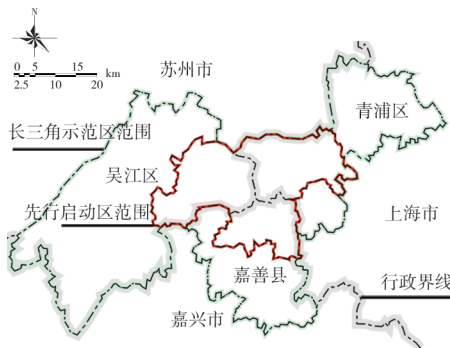 N
0 5 15 km
2.5 10 20
苏州市
青浦区
长三角示范区范围
吴江区
先行启动区范围
上海市
嘉善县
行政界线
嘉兴市